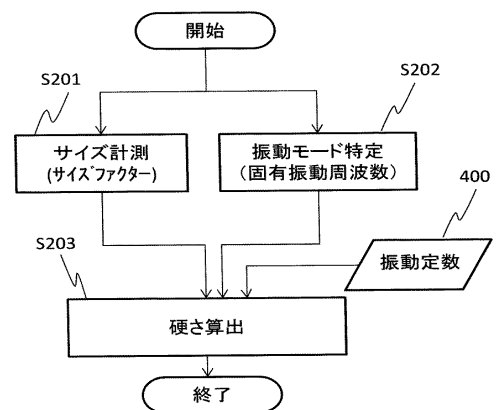 開始
S201
S202
サイズ計測
(サイズファクター)
振動モード特定
(固有振動周波数)
400
振動定数
S203
硬さ算出
終了